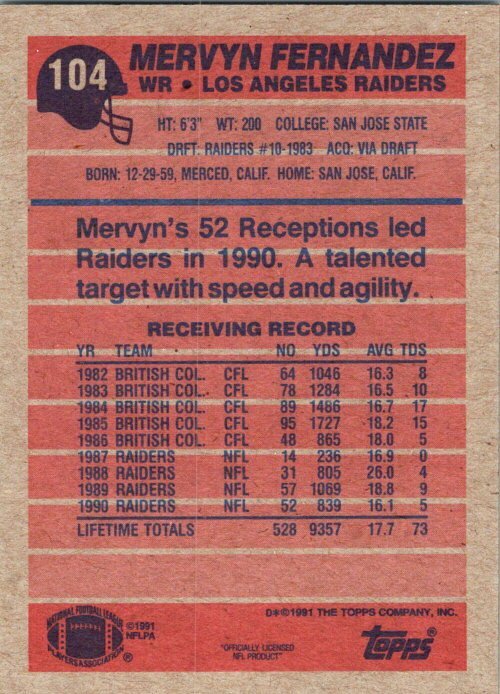 104
MERVYN FERNANDEZ
WR • LOS ANGELES RAIDERS
HT: 6'3" WT: 200 COLLEGE: SAN JOSE STATE
DRFT: RAIDERS #10-1983 ACQ: VIA DRAFT
BORN: 12-29-59, MERCED, CALIF. HOME: SAN JOSE, CALIF.
Mervyn's 52 Receptions led
Raiders in 1990. A talented
target with speed and agility.
RECEIVING RECORD
YR TEAM NO YDS AVG TDS
1982 BRITISH COL. CFL 64 1046 16.3 8
1983 BRITISH COL. CFL 78 1284 16.5 10
1984 BRITISH COL. CFL 89 1486 16.7 17
1985 BRITISH COL. CFL 95 1727 18.2 15
1986 BRITISH COL. CFL 48 865 18.0 5
1987 RAIDERS NFL 14 236 16.9 0
1988 RAIDERS NFL 31 805 26.0 4
1989 RAIDERS NFL 57 1069 18.8 9
1990 RAIDERS NFL 52 839 16.1 5
LIFETIME TOTALS 528 9357 17.7 73
NATIONAL FOOTBALL LEAGUE
PLAYERS ASSOCIATION
®
©1991
NFLPA
D*©1991 THE TOPPS COMPANY, INC.
"OFFICIALLY LICENSED
NFL PRODUCT"
topps®